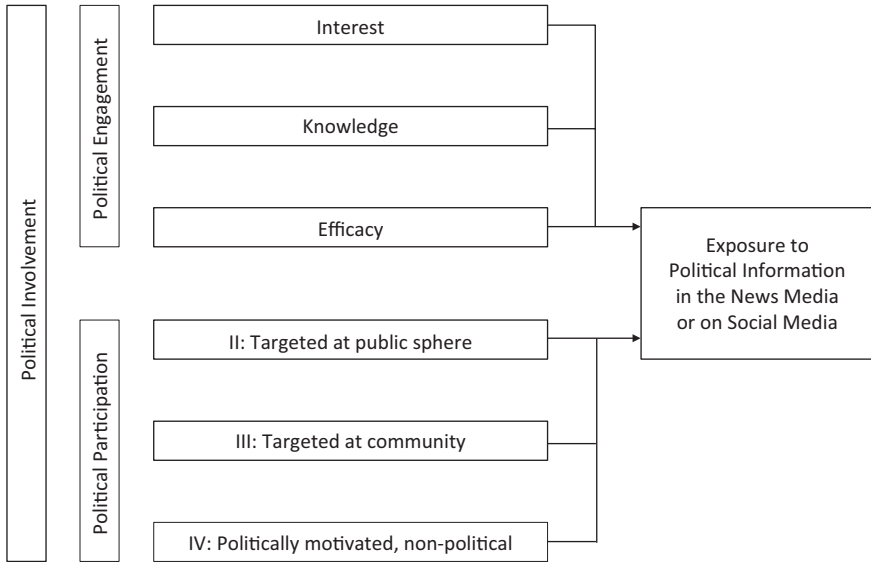 Political Involvement
Political Engagement
Interest
Knowledge
Efficacy
Political Participation
II: Targeted at public sphere
III: Targeted at community
IV: Politically motivated, non-political
Exposure to
Political Information
in the News Media
or on Social Media